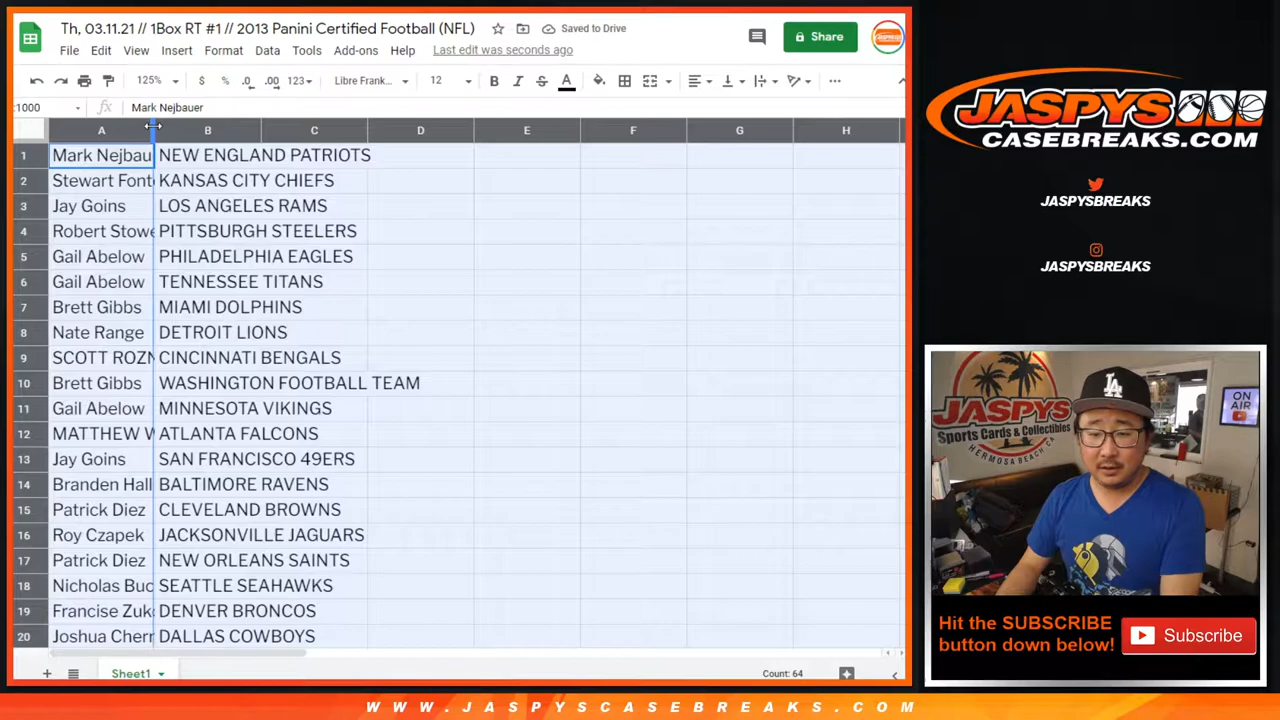 Th, 03.11.21 // 1Box RT #1 // 2013 Panini Certified Football (NFL)
Saved to Drive
File Edit View Insert Format Data Tools Add-ons Help Last edit was seconds ago
Share
125% $ % .0 .00 123 Libre Frank... 12 B I S A
:1000 fx Mark Nejbauer
A B C D E F G H
1 Mark Nejbau NEW ENGLAND PATRIOTS
2 Stewart Font KANSAS CITY CHIEFS
3 Jay Goins LOS ANGELES RAMS
4 Robert Stowe PITTSBURGH STEELERS
5 Gail Abelow PHILADELPHIA EAGLES
6 Gail Abelow TENNESSEE TITANS
7 Brett Gibbs MIAMI DOLPHINS
8 Nate Range DETROIT LIONS
9 SCOTT ROZN CINCINNATI BENGALS
10 Brett Gibbs WASHINGTON FOOTBALL TEAM
11 Gail Abelow MINNESOTA VIKINGS
12 MATTHEW W ATLANTA FALCONS
13 Jay Goins SAN FRANCISCO 49ERS
14 Branden Hall BALTIMORE RAVENS
15 Patrick Diez CLEVELAND BROWNS
16 Roy Czapek JACKSONVILLE JAGUARS
17 Patrick Diez NEW ORLEANS SAINTS
18 Nicholas Buc SEATTLE SEAHAWKS
19 Francise Zuk DENVER BRONCOS
20 Joshua Cherr DALLAS COWBOYS
Sheet1
Count: 64
JASPYS
CASEBREAKS.COM
JASPYSBREAKS
JASPYSBREAKS
JASPYS
Sports Cards & Collectibles
HERMOSA BEACH CA
LA
ON
AIR
Hit the SUBSCRIBE
button down below!
Subscribe
WWW.JASPYSCASEBREAKS.COM